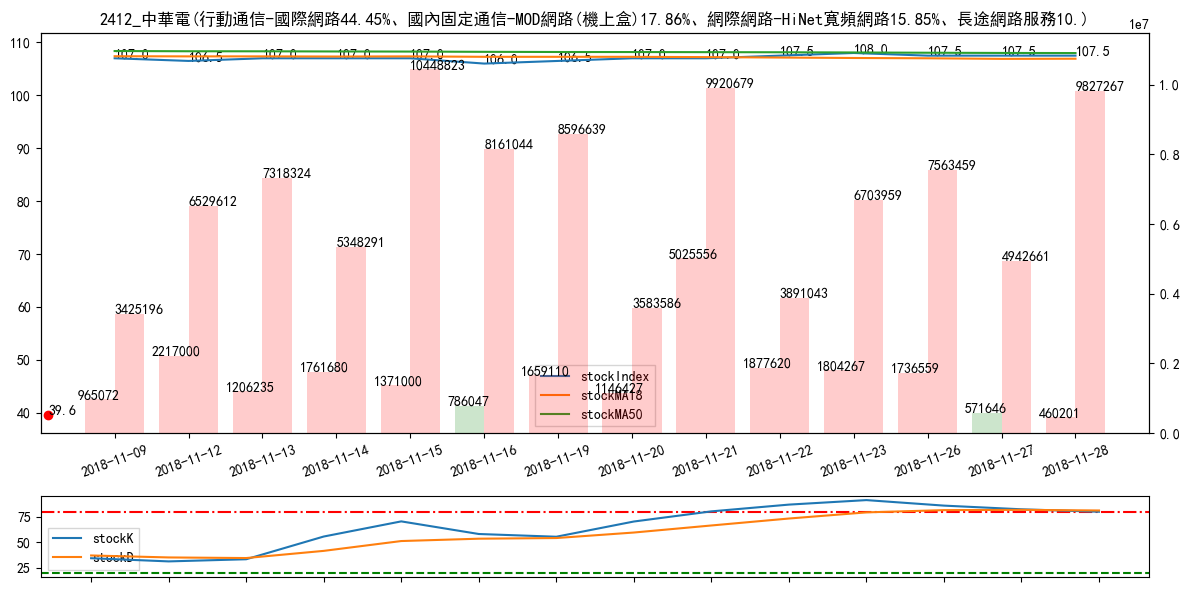 2412_中華電(行動通信-國際網路44.45%、國內固定通信-MOD網路(機上盒)17.86%、網際網路-HiNet寬頻網路15.85%、長途網路服務10.)
1e7
110
100
90
80
70
60
50
40
1.0
0.8
0.6
0.4
0.2
0.0
107.0 106.5 107.0 107.0 107.0 106.0 106.5 107.0 107.0 107.5 108.0 107.5 107.5 107.5
3425196 6529612 7318324 5348291 10448823 8161044 8596639 3583586 9920679 3891043 6703959 7563459 4942661 9827267
965072 2217000 1206235 1761680 1371000 786047 1659110 1146427 5025556 1877620 1804267 1736559 571646 460201
39.6
stockIndex
stockMA18
stockMA50
2018-11-09 2018-11-12 2018-11-13 2018-11-14 2018-11-15 2018-11-16 2018-11-19 2018-11-20 2018-11-21 2018-11-22 2018-11-23 2018-11-26 2018-11-27 2018-11-28
75
50
25
stockK
stockD